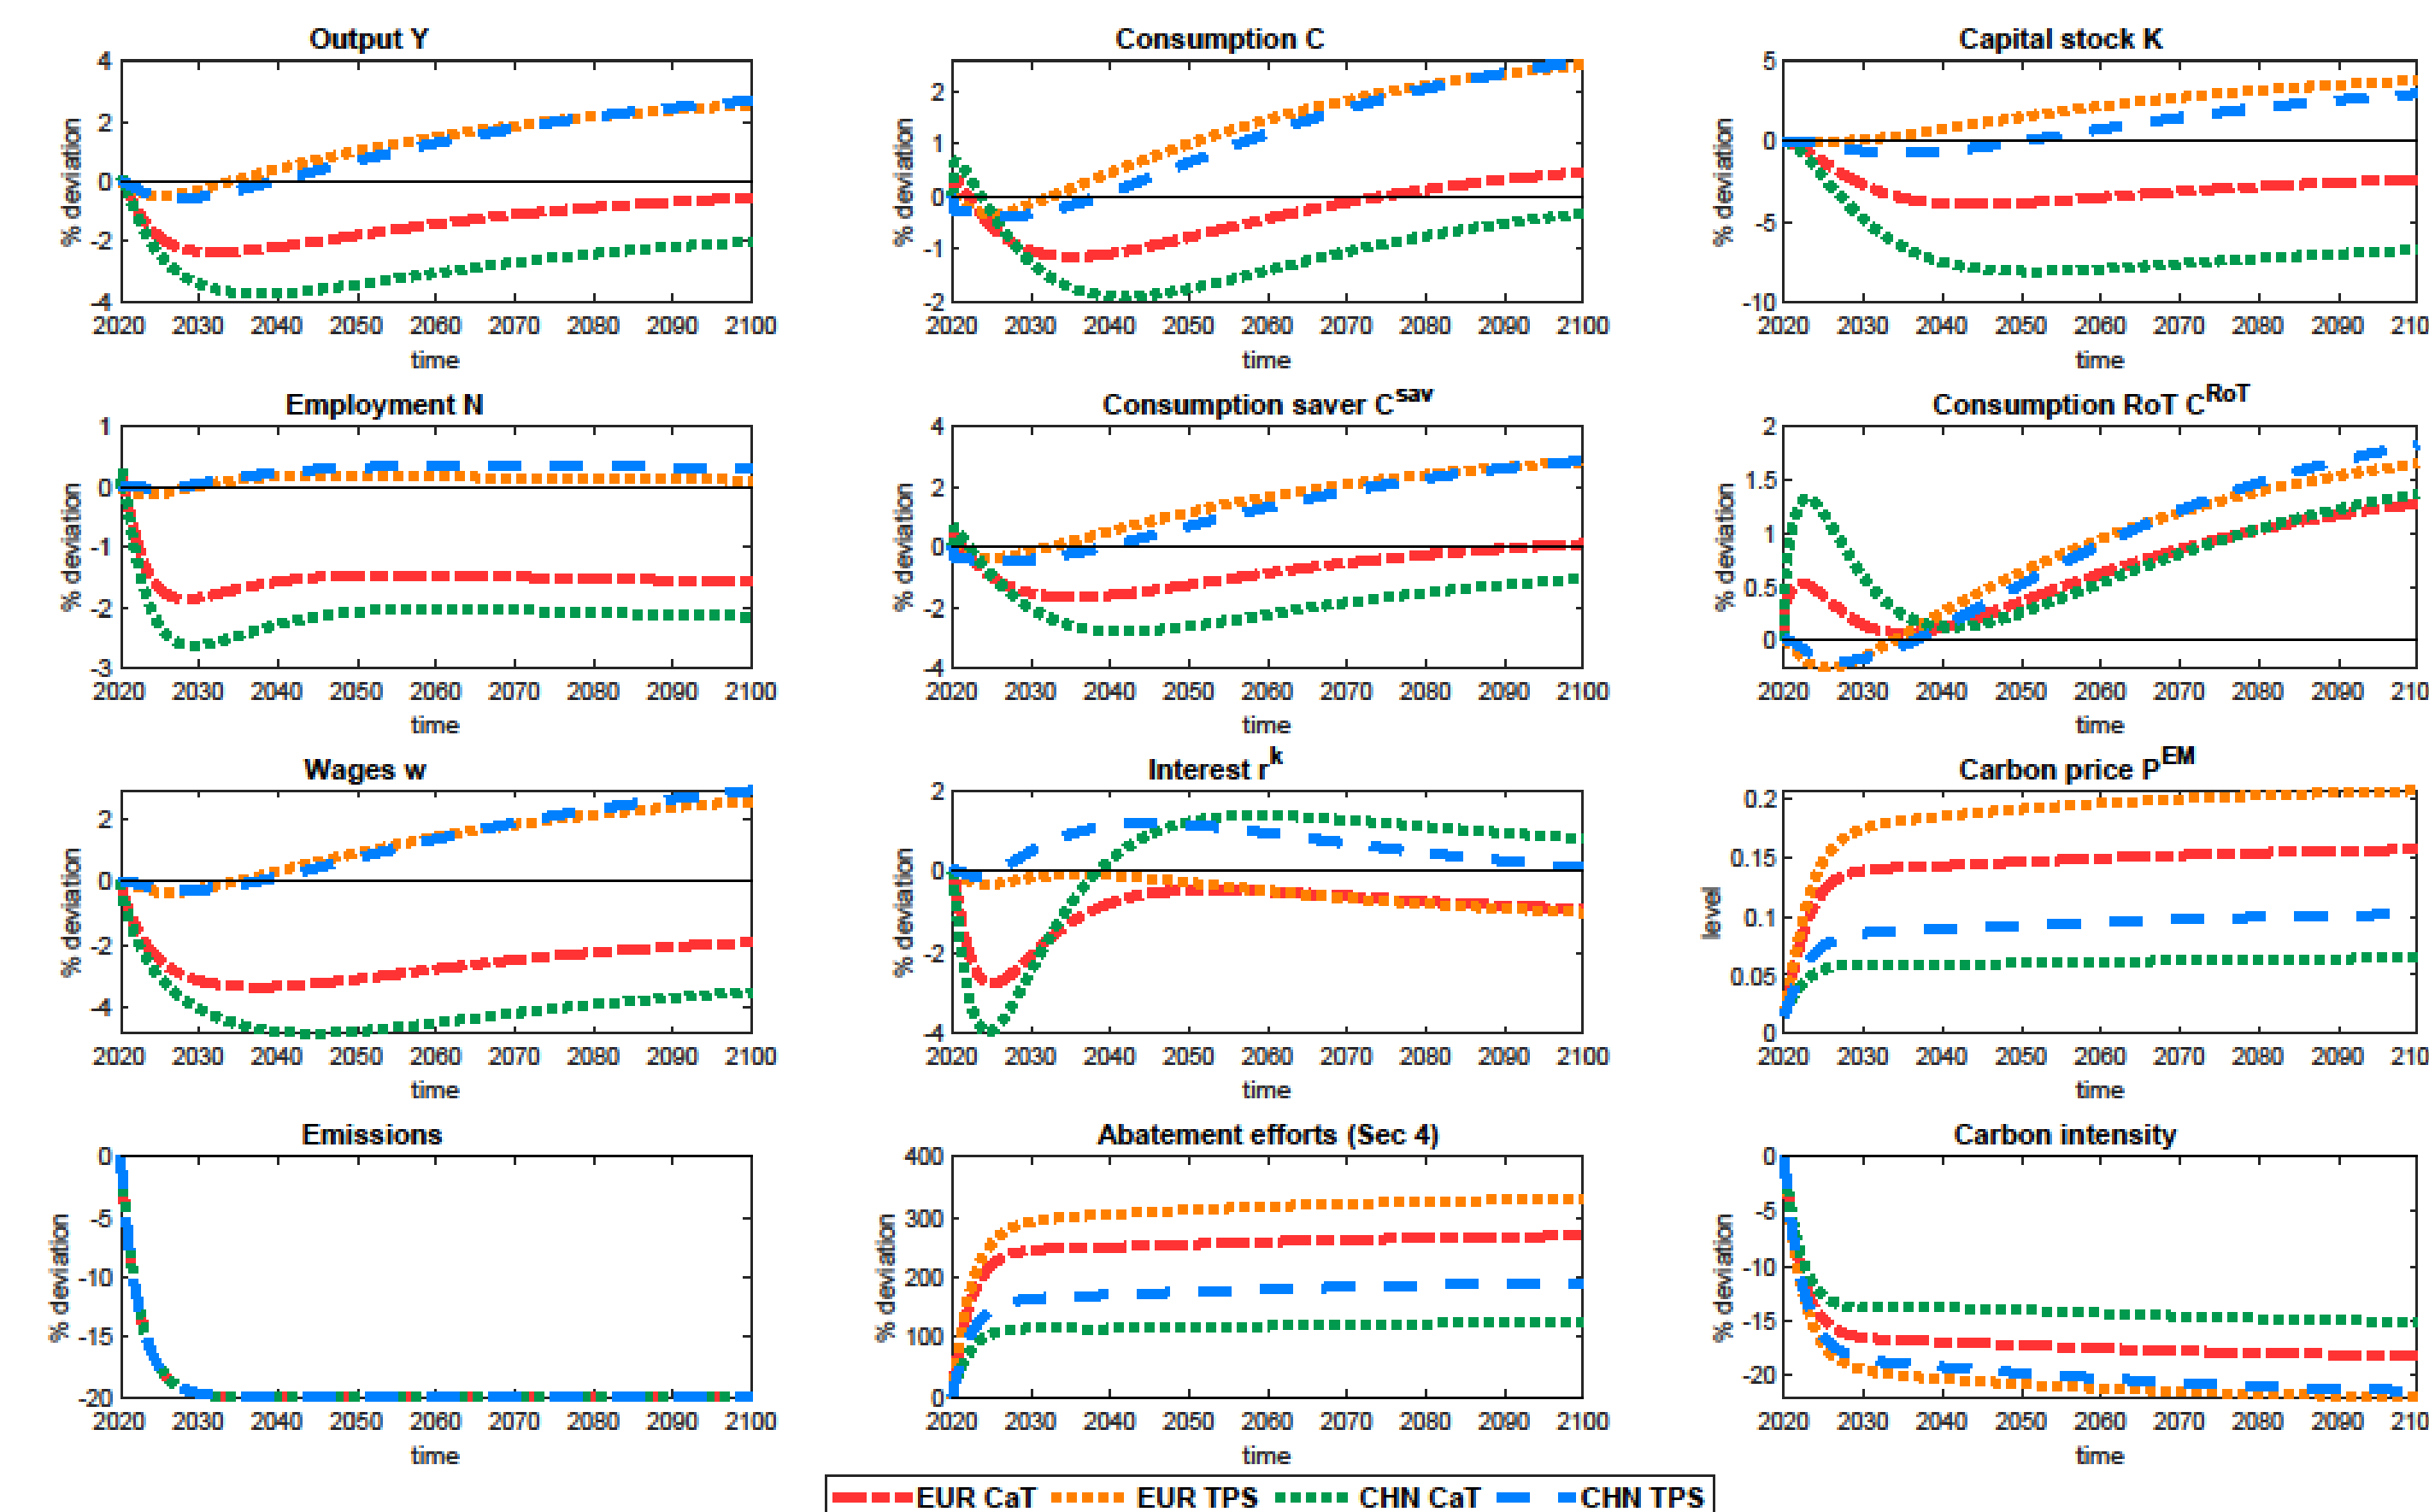 Output Y
4
2
0
-2
-4
% deviation
2020 2030 2040 2050 2060 2070 2080 2090 2100
time
Consumption C
2
1
0
-1
-2
% deviation
2020 2030 2040 2050 2060 2070 2080 2090 2100
time
Capital stock K
5
0
-5
-10
% deviation
2020 2030 2040 2050 2060 2070 2080 2090 210
time
Employment N
1
0
-1
-2
-3
% deviation
2020 2030 2040 2050 2060 2070 2080 2090 2100
time
Consumption saver C^sav
4
2
0
-2
-4
% deviation
2020 2030 2040 2050 2060 2070 2080 2090 2100
time
Consumption RoT C^RoT
2
1.5
1
0.5
0
% deviation
2020 2030 2040 2050 2060 2070 2080 2090 210
time
Wages w
2
0
-2
-4
% deviation
2020 2030 2040 2050 2060 2070 2080 2090 2100
time
Interest r^k
2
0
-2
-4
% deviation
2020 2030 2040 2050 2060 2070 2080 2090 2100
time
Carbon price P^EM
0.2
0.15
0.1
0.05
0
level
2020 2030 2040 2050 2060 2070 2080 2090 210
time
Emissions
0
-5
-10
-15
-20
% deviation
2020 2030 2040 2050 2060 2070 2080 2090 2100
time
Abatement efforts (Sec 4)
400
300
200
100
0
% deviation
2020 2030 2040 2050 2060 2070 2080 2090 2100
time
Carbon intensity
0
-5
-10
-15
-20
% deviation
2020 2030 2040 2050 2060 2070 2080 2090 210
time
EUR CaT EUR TPS CHN CaT CHN TPS